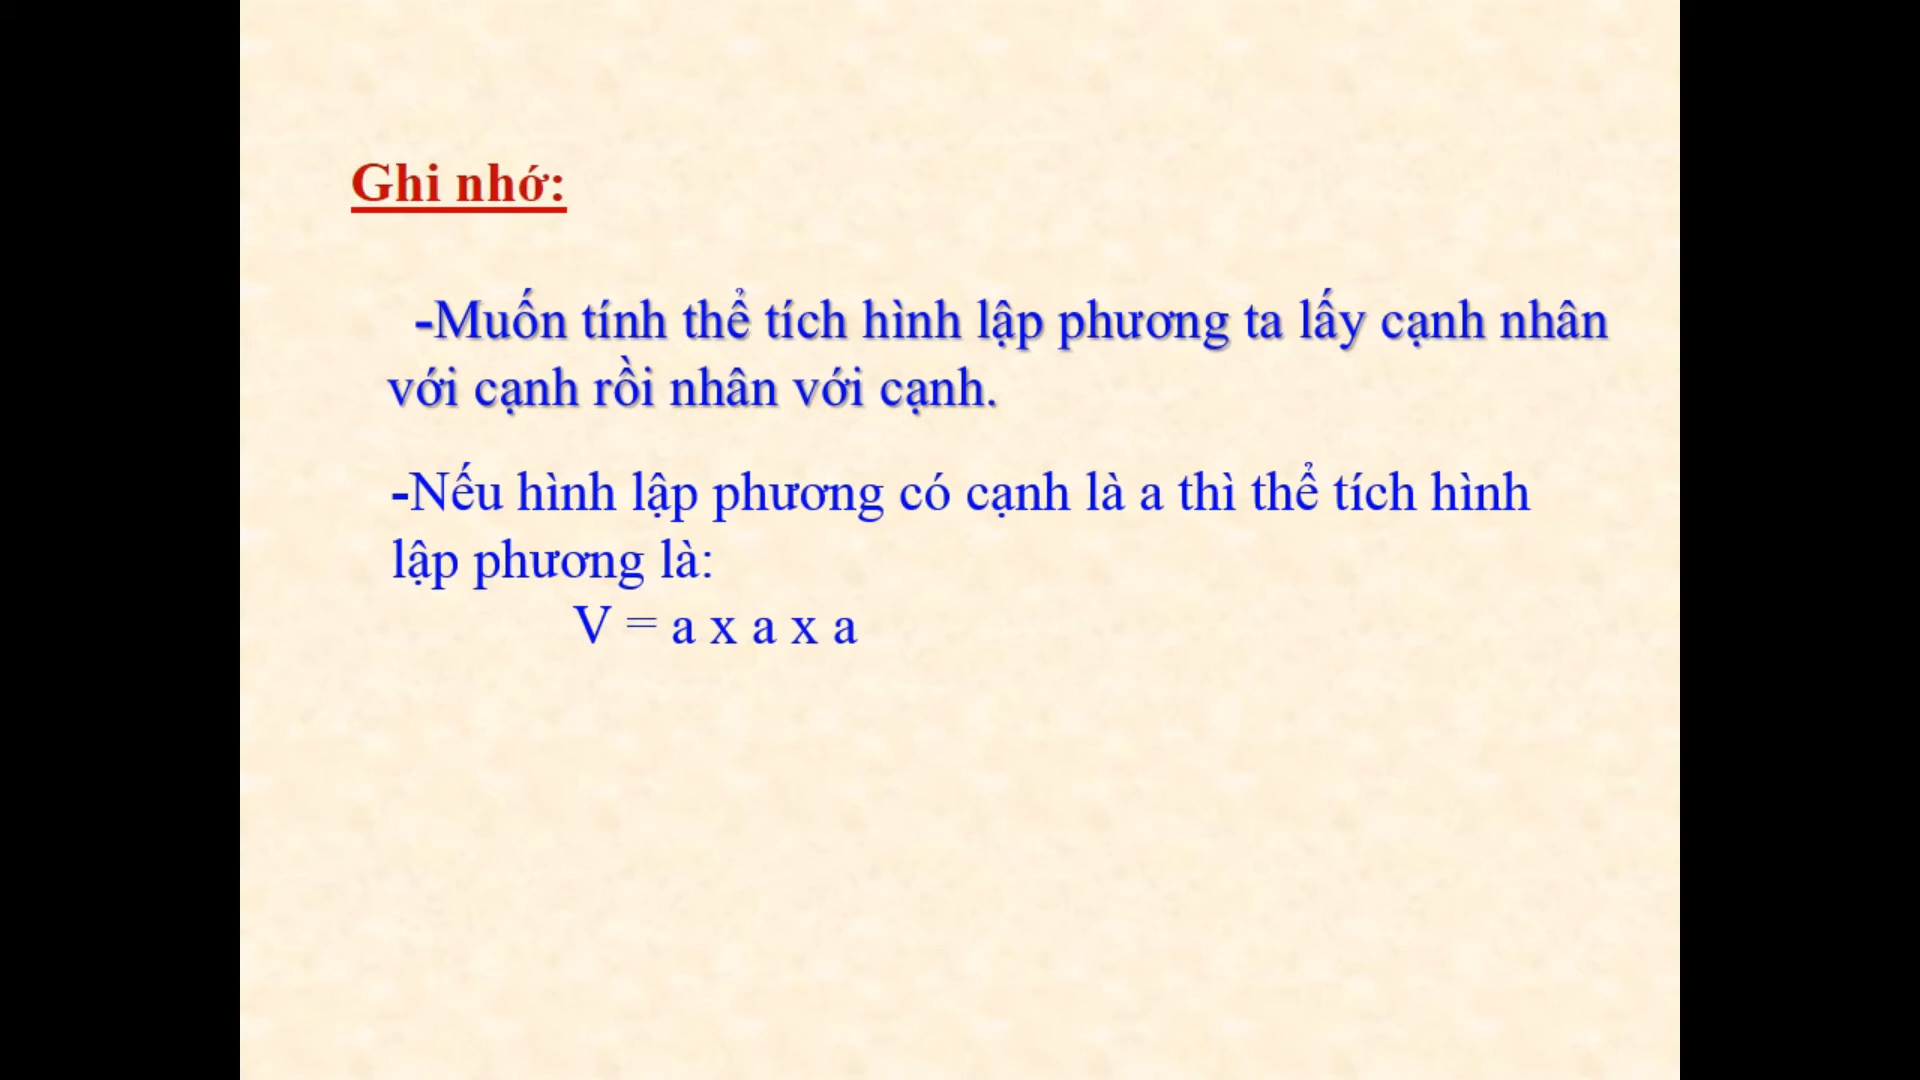 Ghi nhớ:
-Muốn tính thể tích hình lập phương ta lấy cạnh nhân
với cạnh rồi nhân với cạnh.
-Nếu hình lập phương có cạnh là a thì thể tích hình
lập phương là:
V = a x a x a